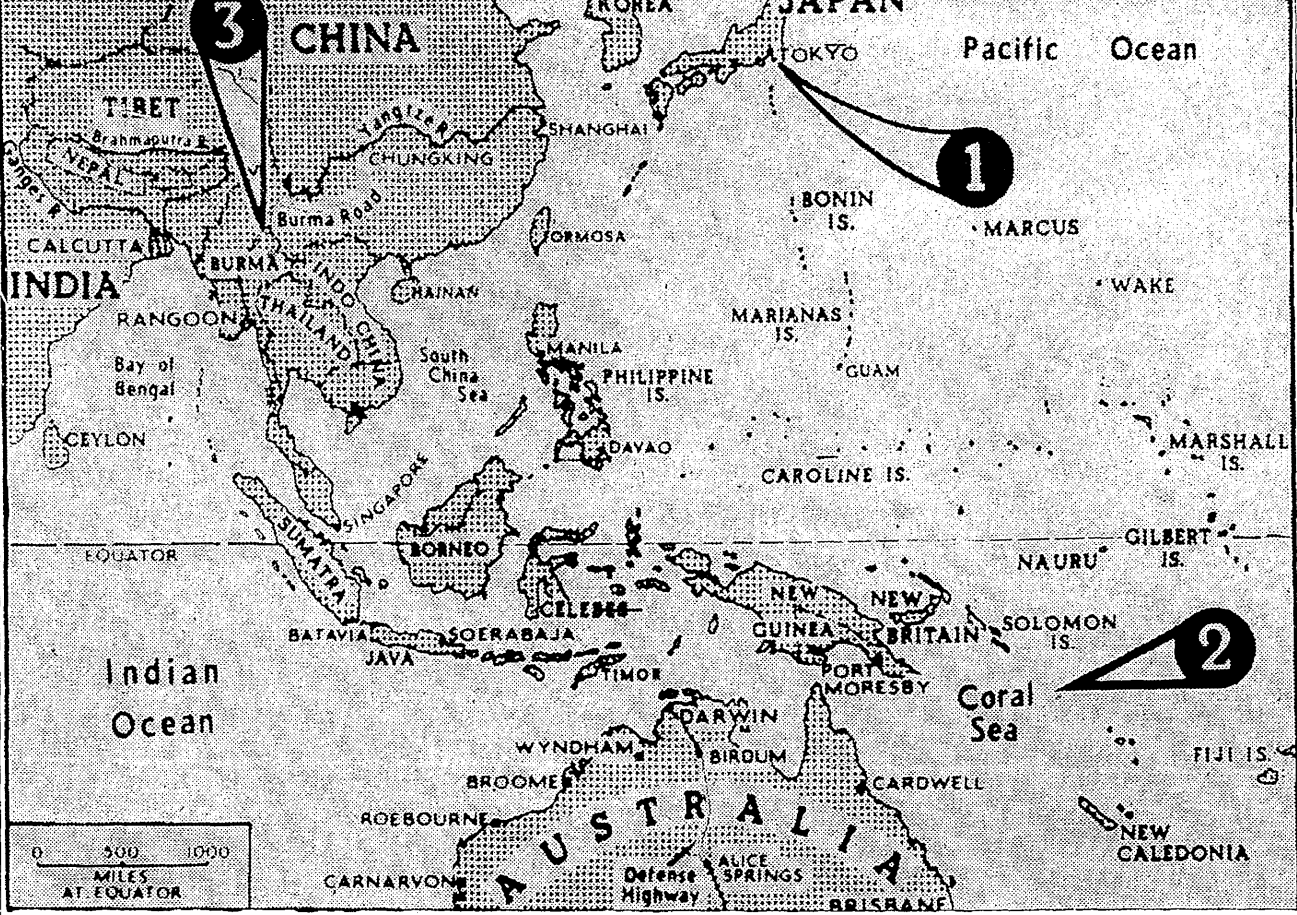 KOREA
JAPAN
3
CHINA
TOKYO
Pacific Ocean
TIBET
Yangtze R.
SHANGHAI
Brahmaputra R.
NEPAL
CHUNGKING
1
Ganges R.
Burma Road
BONIN
IS.
MARCUS
CALCUTTA
FORMOSA
BURMA
INDO CHINA
INDIA
HAINAN
WAKE
THAILAND
RANGOON
MARIANAS
IS.
MANILA
South
China
Sea
Bay of
Bengal
GUAM
PHILIPPINE
IS.
CEYLON
DAVAO
MARSHALL
IS.
CAROLINE IS.
SINGAPORE
SUMATRA
BORNEO
EQUATOR
GILBERT
IS.
NAURU
NEW
GUINEA
NEW
BRITAIN
CELEBES
SOLOMON
IS.
BATAVIA
SOERABAJA
JAVA
2
Indian
Ocean
TIMOR
PORT
MORESBY
Coral
Sea
DARWIN
WYNDHAM
BIRDUM
FIJI IS.
BROOME
CARDWELL
ROEBOURNE
AUSTRALIA
NEW
CALEDONIA
0 500 1000
MILES
AT EQUATOR
CARNARVON
Defense
Highway
ALICE
SPRINGS
BRISBANE